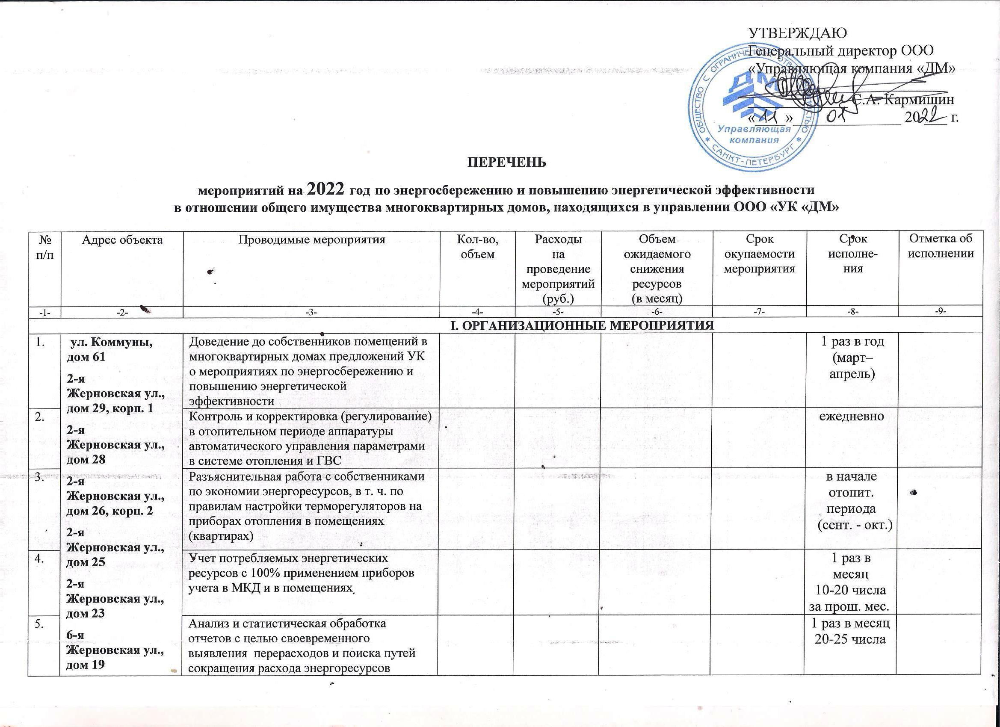 УТВЕРЖДАЮ
Генеральный директор ООО
«Управляющая компания «ДМ»
С.А. Кармишин
«11» 01 2022 г.
ОБЩЕСТВО С ОГРАНИЧЕННОЙ ОТВЕТСТВЕННОСТЬЮ
* САНКТ-ПЕТЕРБУРГ *
ДМ
Управляющая
компания
ПЕРЕЧЕНЬ
мероприятий на 2022 год по энергосбережению и повышению энергетической эффективности
в отношении общего имущества многоквартирных домов, находящихся в управлении ООО «УК «ДМ»
№
п/п
Адрес объекта
Проводимые мероприятия
Кол-во,
объем
Расходы
на
проведение
мероприятий
(руб.)
Объем
ожидаемого
снижения
ресурсов
(в месяц)
Срок
окупаемости
мероприятия
Срок
исполне-
ния
Отметка об
исполнении
-1-
-2-
-3-
-4-
-5-
-6-
-7-
-8-
-9-
I. ОРГАНИЗАЦИОННЫЕ МЕРОПРИЯТИЯ
ул. Коммуны,
дом 61
2-я
Жерновская ул.,
дом 29, корп. 1
2-я
Жерновская ул.,
дом 28
2-я
Жерновская ул.,
дом 26, корп. 2
2-я
Жерновская ул.,
дом 25
2-я
Жерновская ул.,
дом 23
6-я
Жерновская ул.,
дом 19
1.
Доведение до собственников помещений в
многоквартирных домах предложений УК
о мероприятиях по энергосбережению и
повышению энергетической
эффективности
1 раз в год
(март–
апрель)
2.
Контроль и корректировка (регулирование)
в отопительном периоде аппаратуры
автоматического управления параметрами
в системе отопления и ГВС
ежедневно
3.
Разъяснительная работа с собственниками
по экономии энергоресурсов, в т. ч. по
правилам настройки терморегуляторов на
приборах отопления в помещениях
(квартирах)
в начале
отопит.
периода
(сент. - окт.)
4.
Учет потребляемых энергетических
ресурсов с 100% применением приборов
учета в МКД и в помещениях
1 раз в
месяц
10-20 числа
за прош. мес.
5.
Анализ и статистическая обработка
отчетов с целью своевременного
выявления перерасходов и поиска путей
сокращения расхода энергоресурсов
1 раз в месяц
20-25 числа